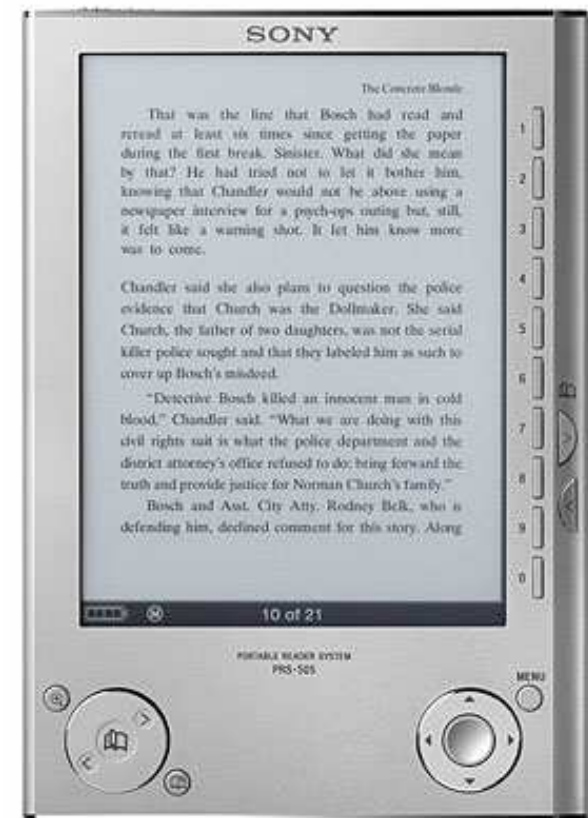 SONY
The Concrete Blonde
That was the line that Bosch had read and
reread at least six times since getting the paper
during the first break. Sinister. What did she mean
by that? He had tried not to let it bother him,
knowing that Chandler would not be above using a
newspaper interview for a psych-ops outing but, still,
it felt like a warning shot. It let him know more
was to come.
Chandler said she also plans to question the police
evidence that Church was the Dollmaker. She said
Church, the father of two daughters, was not the serial
killer police sought and that they labeled him as such to
cover up Bosch's misdeed.
"Detective Bosch killed an innocent man in cold
blood," Chandler said. "What we are doing with this
civil rights suit is what the police department and the
district attorney's office refused to do: bring forward the
truth and provide justice for Norman Church's family."
Bosch and Asst. City Atty. Rodney Belk, who is
defending him, declined comment for this story. Along
10 of 21
1
2
3
4
5
6
7
8
9
0
PORTABLE READER SYSTEM
PRS-505
MENU